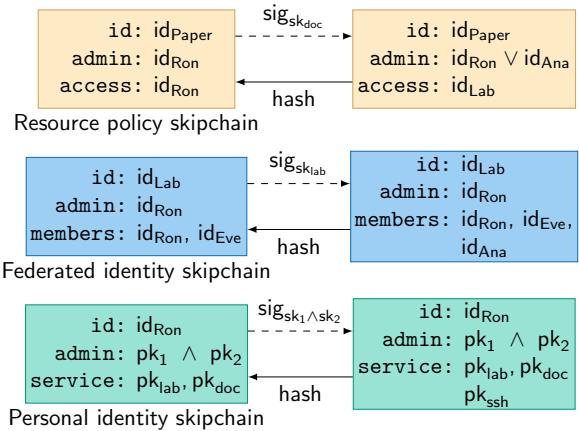 id: id_Paper
admin: id_Ron
access: id_Ron
sig_sk_doc
hash
id: id_Paper
admin: id_Ron ∨ id_Ana
access: id_Lab
Resource policy skipchain
id: id_Lab
admin: id_Ron
members: id_Ron, id_Eve
sig_sk_lab
hash
id: id_Lab
admin: id_Ron
members: id_Ron, id_Eve,
id_Ana
Federated identity skipchain
id: id_Ron
admin: pk_1 ∧ pk_2
service: pk_lab, pk_doc
sig_sk_1∧sk_2
hash
id: id_Ron
admin: pk_1 ∧ pk_2
service: pk_lab, pk_doc
pk_ssh
Personal identity skipchain